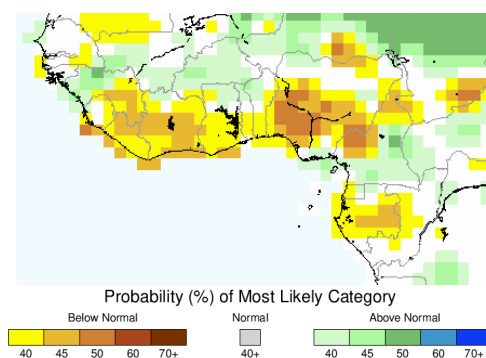 Probability (%) of Most Likely Category
Below Normal Normal Above Normal
40 45 50 60 70+ 40+ 40 45 50 60 70+